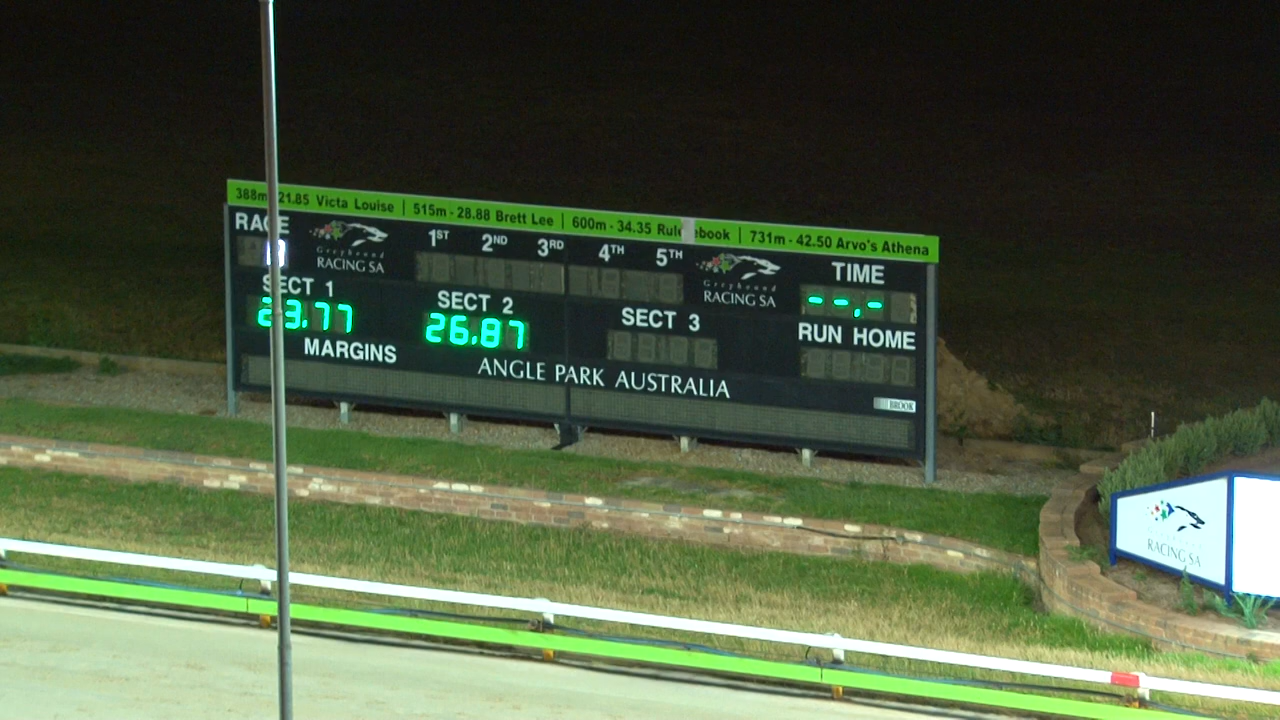 388m 21.85 Victa Louise | 515m - 28.88 Brett Lee | 600m - 34.35 Rulebook | 731m - 42.50 Arvo's Athena
RACE
Greyhound
RACING SA
1ST 2ND 3RD 4TH 5TH
Greyhound
RACING SA
TIME
--.-
SECT 1
23.77
SECT 2
26.87
SECT 3
RUN HOME
MARGINS
ANGLE PARK AUSTRALIA
BROOK
RACING SA